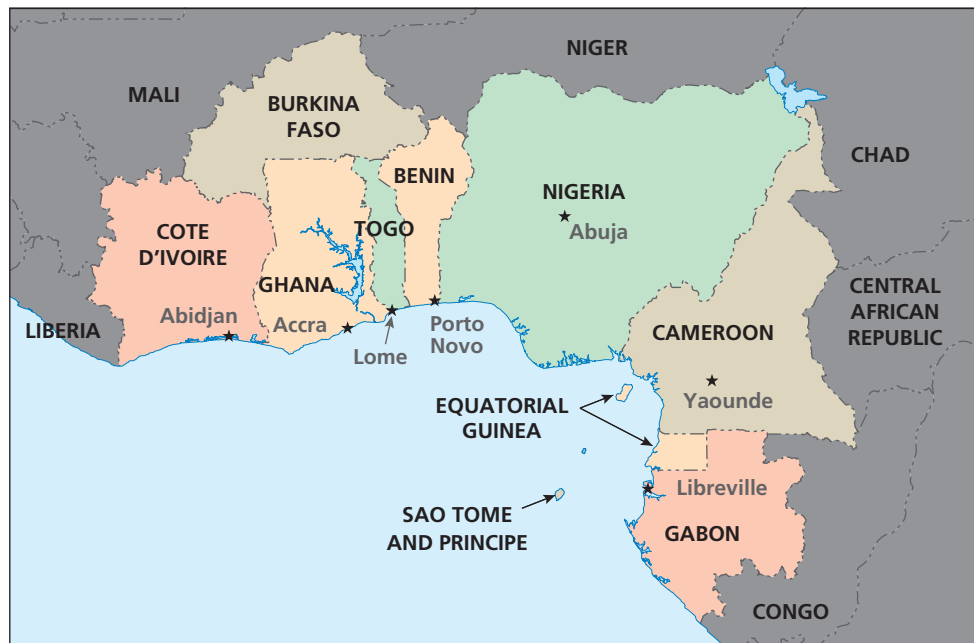 NIGER
MALI
BURKINA
FASO
CHAD
BENIN
NIGERIA
Abuja
COTE
D'IVOIRE
TOGO
GHANA
CENTRAL
AFRICAN
REPUBLIC
LIBERIA
Abidjan
Accra
Lome
Porto
Novo
CAMEROON
Yaounde
EQUATORIAL
GUINEA
Libreville
SAO TOME
AND PRINCIPE
GABON
CONGO